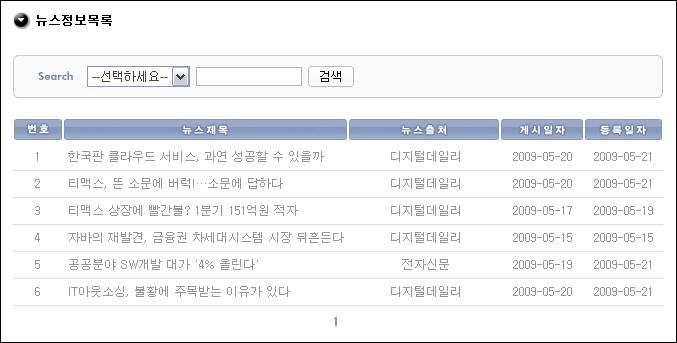 뉴스정보목록
Search --선택하세요-- 검색
번호 뉴스제목 뉴스출처 게시일자 등록일자
1 한국판 클라우드 서비스, 과연 성공할 수 있을까 디지털데일리 2009-05-20 2009-05-21
2 티맥스, 뜬 소문에 버럭!…소문에 답하다 디지털데일리 2009-05-20 2009-05-21
3 티맥스 상장에 빨간불? 1분기 151억원 적자 디지털데일리 2009-05-17 2009-05-19
4 자바의 재발견, 금융권 차세대시스템 시장 뒤흔든다 디지털데일리 2009-05-15 2009-05-15
5 공공분야 SW개발 대가 '4% 올린다' 전자신문 2009-05-19 2009-05-21
6 IT아웃소싱, 불황에 주목받는 이유가 있다 디지털데일리 2009-05-20 2009-05-21
1